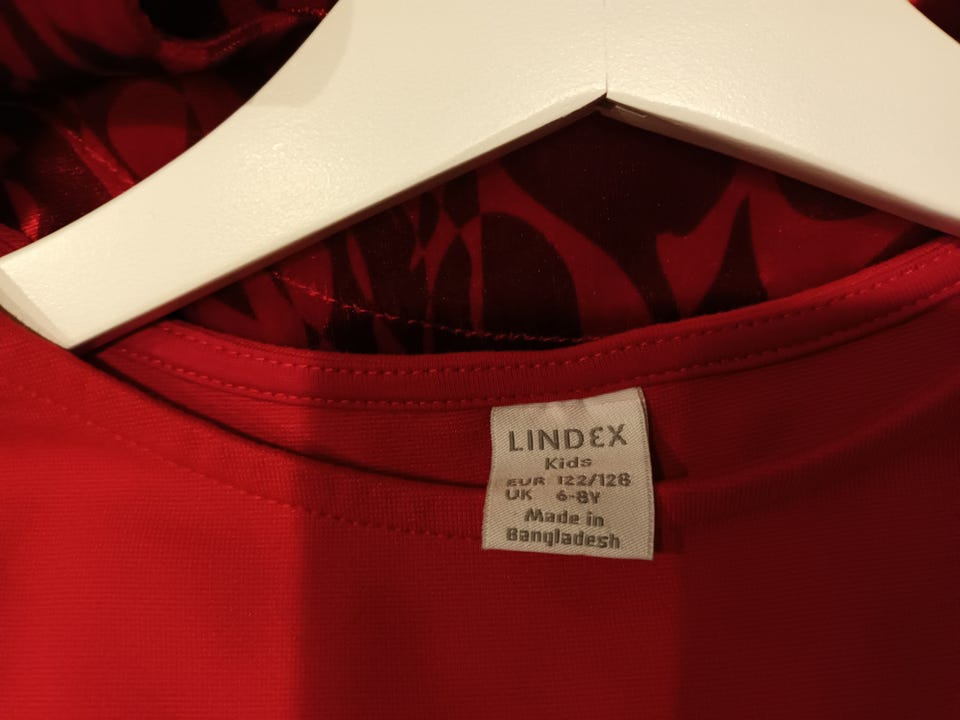 LINDEX
Kids
EUR 122/128
UK 6-8Y
Made in
Bangladesh